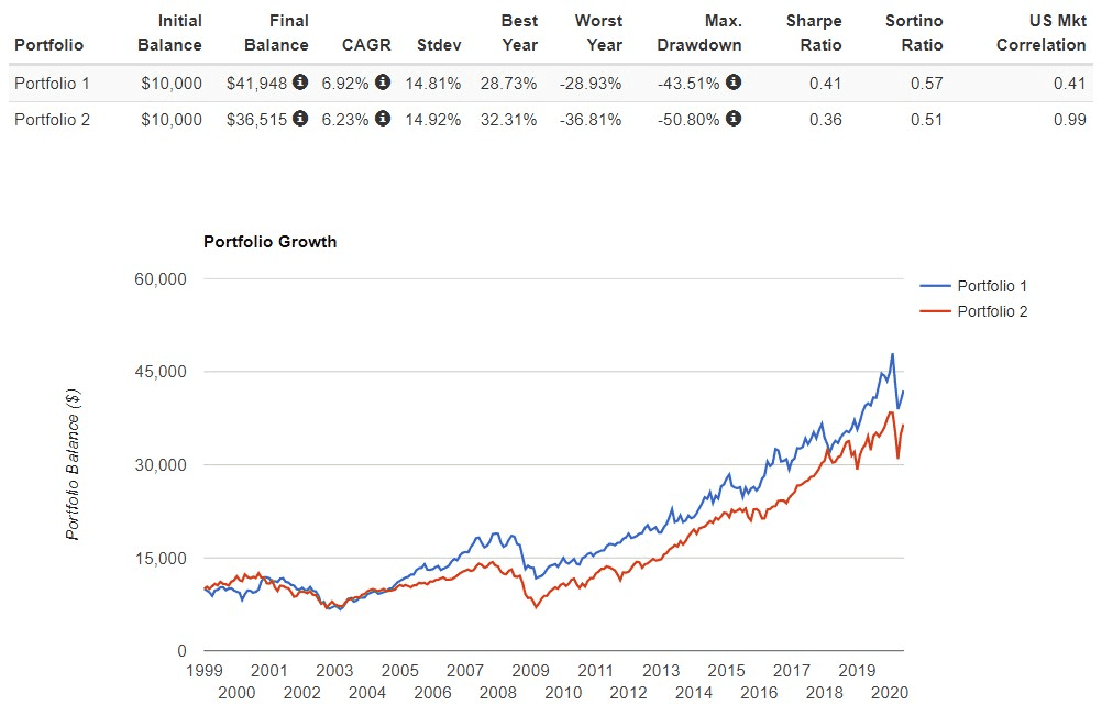 Initial Final Best Worst Max. Sharpe Sortino US Mkt
Portfolio Balance Balance CAGR Stdev Year Year Drawdown Ratio Ratio Correlation
Portfolio 1 $10,000 $41,948 i 6.92% i 14.81% 28.73% -28.93% -43.51% i 0.41 0.57 0.41
Portfolio 2 $10,000 $36,515 i 6.23% i 14.92% 32.31% -36.81% -50.80% i 0.36 0.51 0.99
Portfolio Growth
60,000
45,000
30,000
15,000
0
Portfolio Balance ($)
Portfolio 1
Portfolio 2
1999 2001 2003 2005 2007 2009 2011 2013 2015 2017 2019
2000 2002 2004 2006 2008 2010 2012 2014 2016 2018 2020